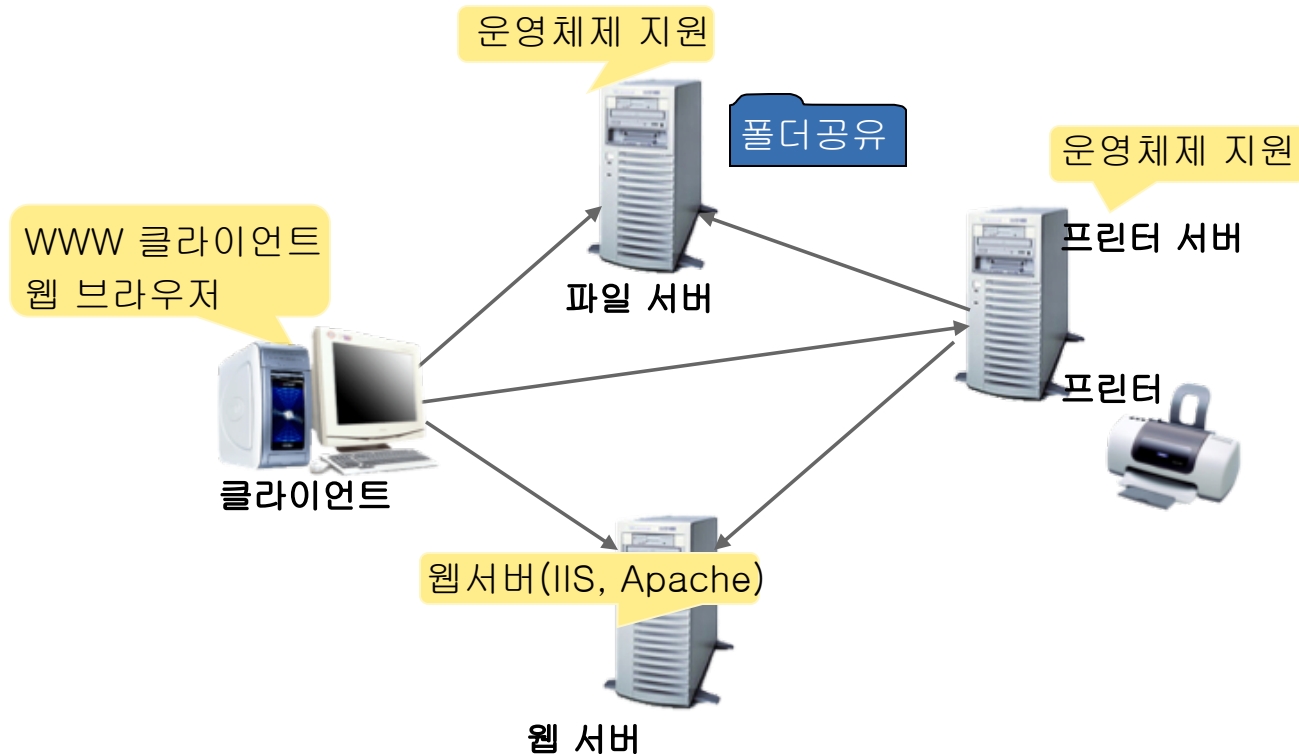 운영체제 지원
폴더공유
운영체제 지원
WWW 클라이언트
웹 브라우저
프린터 서버
파일 서버
프린터
클라이언트
웹서버(IIS, Apache)
웹 서버